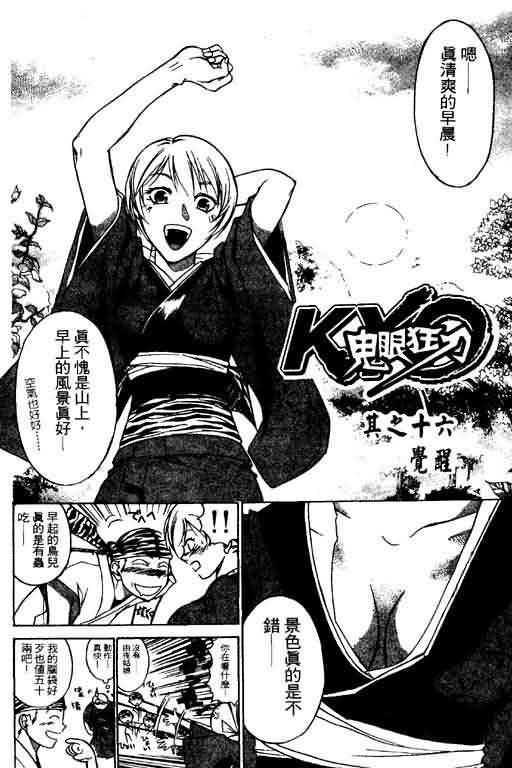 嗯——
真清爽的早晨！
KYO
鬼眼狂刀
其之十六
覺醒
真不愧是山上，
早上的風景真好——
空氣也好好……
景色真的是不
錯——
!!
早起的鳥兒
真的是有蟲
吃——
你在看什麼！
沒有
由夜姑娘
動作
真快——
我的腦袋好
歹也值五十
兩吧！